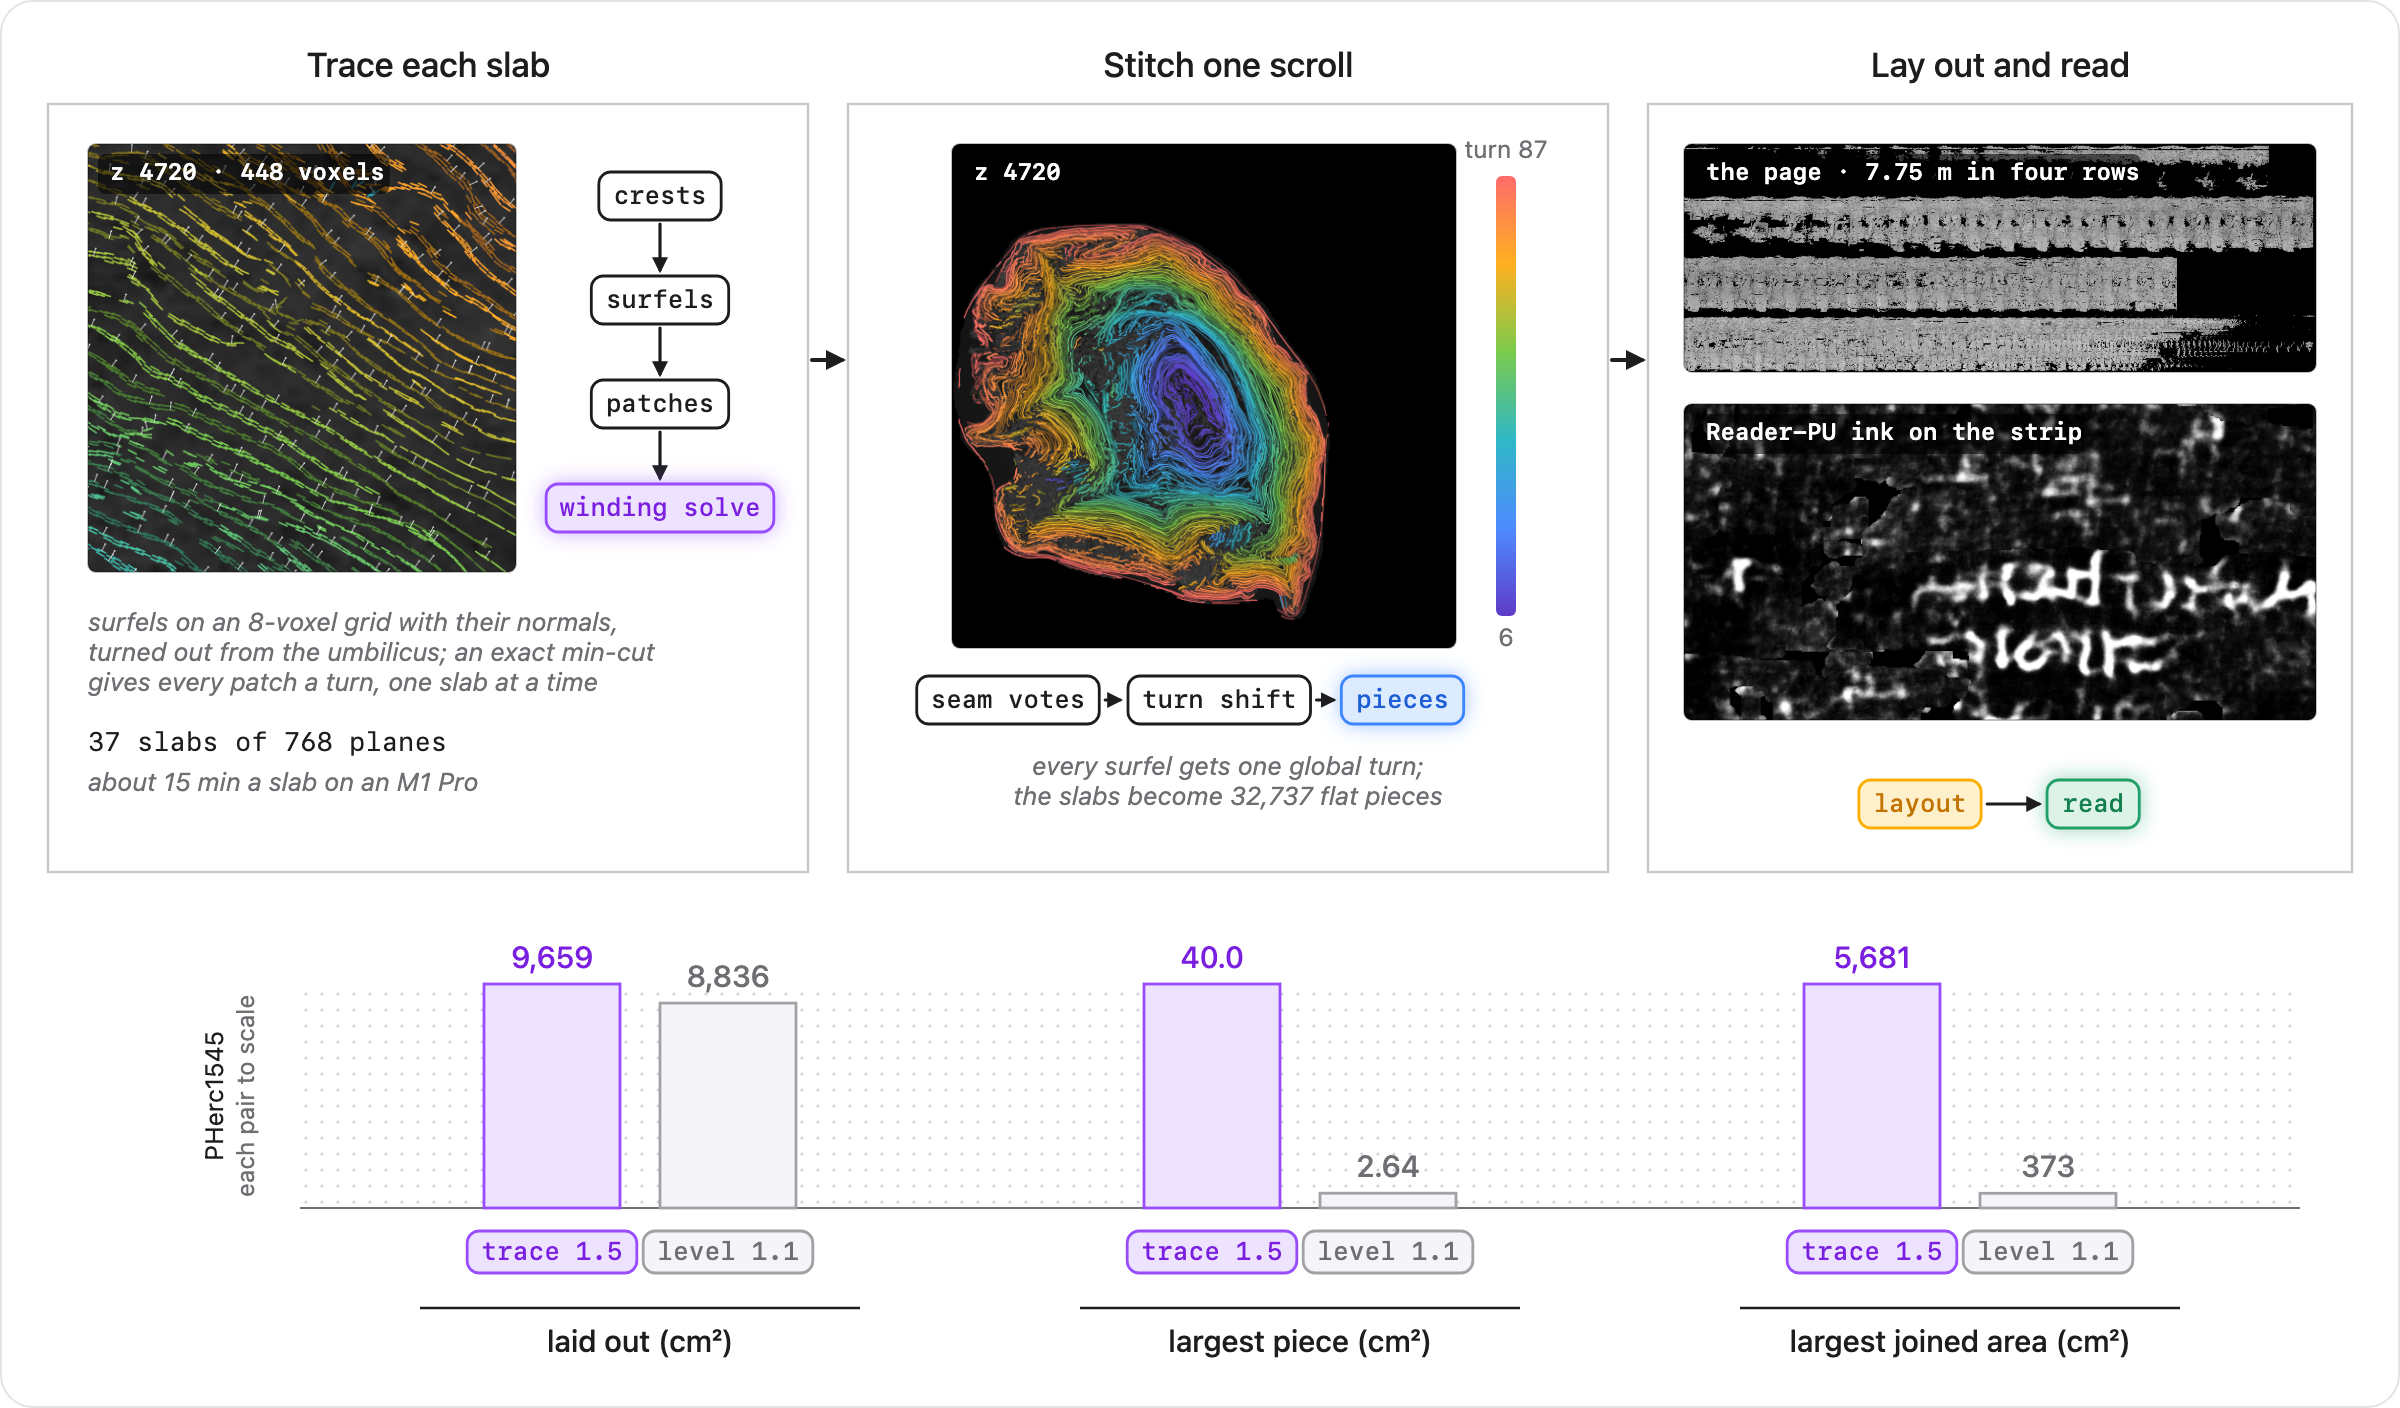 Trace each slab
z 4720 · 448 voxels
crests
surfels
patches
winding solve
surfels on an 8-voxel grid with their normals,
turned out from the umbilicus; an exact min-cut
gives every patch a turn, one slab at a time
37 slabs of 768 planes
about 15 min a slab on an M1 Pro
Stitch one scroll
z 4720
turn 87
6
seam votes
turn shift
pieces
every surfel gets one global turn;
the slabs become 32,737 flat pieces
Lay out and read
the page · 7.75 m in four rows
Reader-PU ink on the strip
layout
read
PHerc1545
each pair to scale
9,659
8,836
trace 1.5
level 1.1
laid out (cm²)
40.0
2.64
trace 1.5
level 1.1
largest piece (cm²)
5,681
373
trace 1.5
level 1.1
largest joined area (cm²)